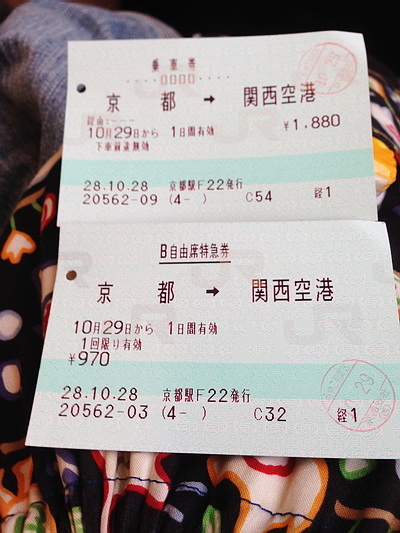 乗車券
····□□□□····
京都 → 関西空港
経由:---
10月29日から 1日間有効 ¥1,880
下車前途無効
28.10.28 京都駅F22発行
20562-09 (4- ) C54 経1
B自由席特急券
京都 → 関西空港
10月29日から 1日間有効
1回限り有効
¥970
28.10.28 京都駅F22発行
20562-03 (4- ) C32 経1
29